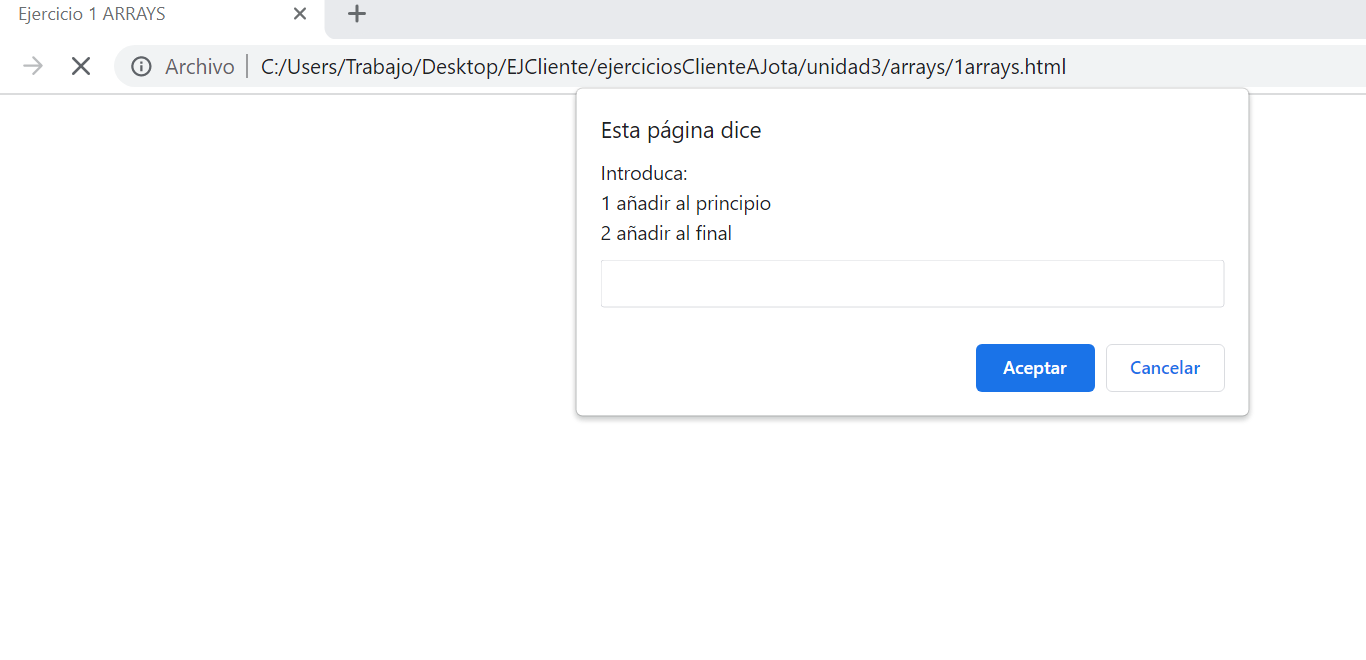 Ejercicio 1 ARRAYS
Archivo C:/Users/Trabajo/Desktop/EJCliente/ejerciciosClienteAJota/unidad3/arrays/1arrays.html
Esta página dice
Introduca:
1 añadir al principio
2 añadir al final
Aceptar Cancelar